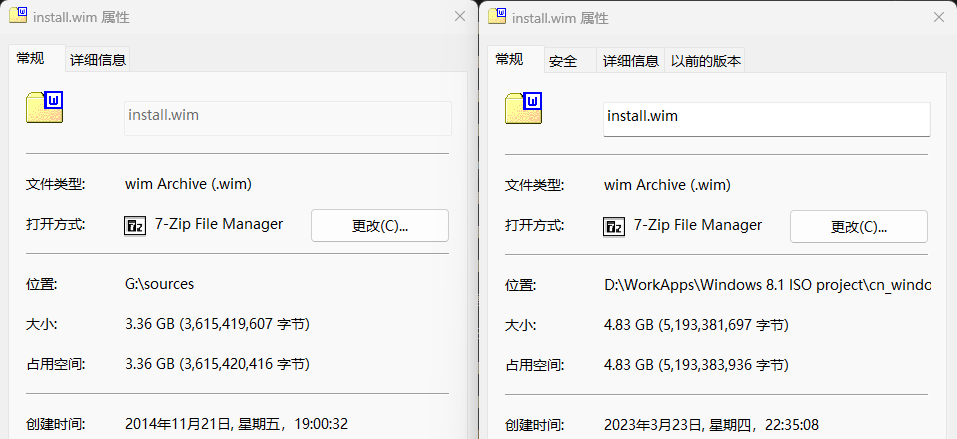 install.wim 属性
常规 详细信息
install.wim
文件类型: wim Archive (.wim)
打开方式: 7-Zip File Manager 更改(C)...
位置: G:\sources
大小: 3.36 GB (3,615,419,607 字节)
占用空间: 3.36 GB (3,615,420,416 字节)
创建时间: 2014年11月21日, 星期五，19:00:32
install.wim 属性
常规 安全 详细信息 以前的版本
install.wim
文件类型: wim Archive (.wim)
打开方式: 7-Zip File Manager 更改(C)...
位置: D:\WorkApps\Windows 8.1 ISO project\cn_windo
大小: 4.83 GB (5,193,381,697 字节)
占用空间: 4.83 GB (5,193,383,936 字节)
创建时间: 2023年3月23日, 星期四，22:35:08